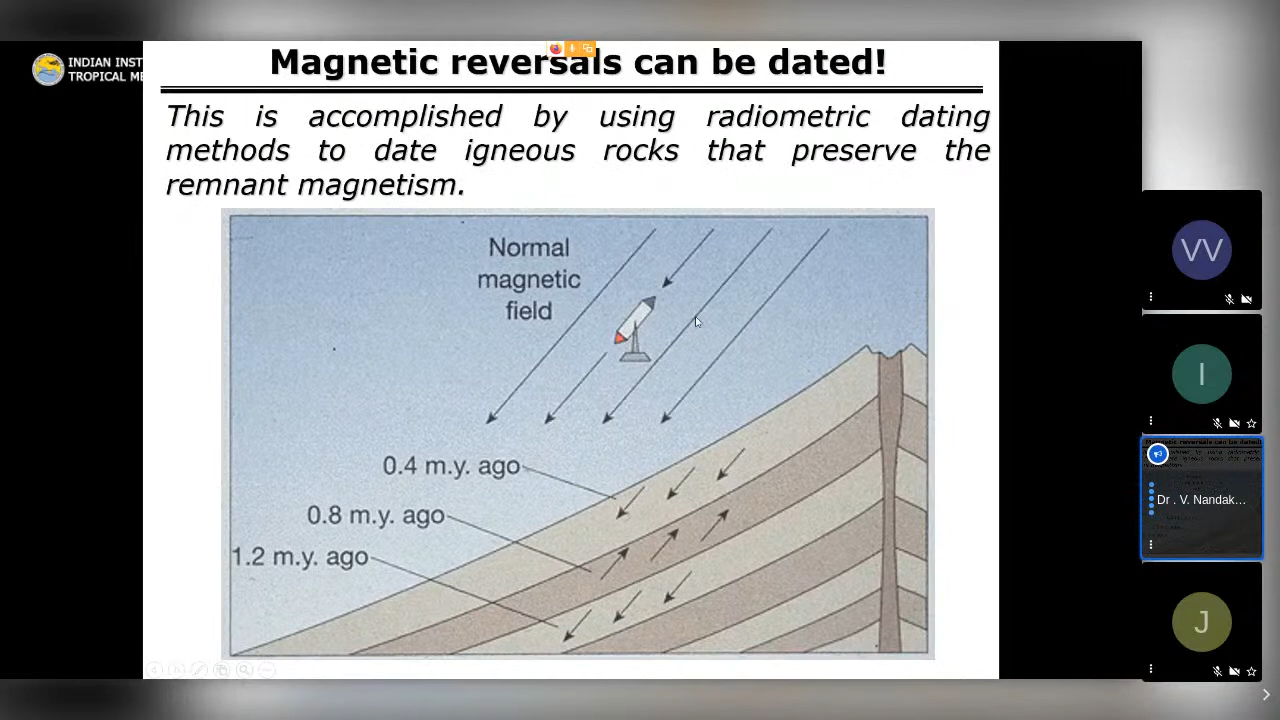 Magnetic reversals can be dated!
INDIAN INST
TROPICAL ME
This is accomplished by using radiometric dating
methods to date igneous rocks that preserve the
remnant magnetism.
Normal
magnetic
field
0.4 m.y. ago
0.8 m.y. ago
1.2 m.y. ago
VV
I
Dr . V. Nandak...
J